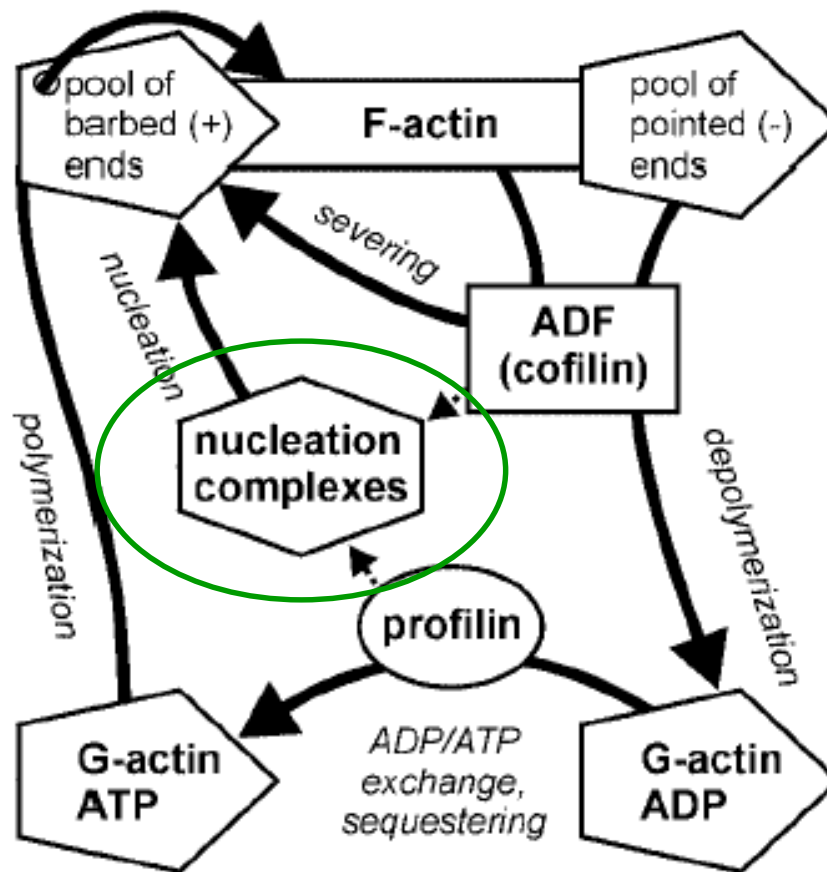 pool of
barbed (+)
ends
F-actin
pool of
pointed (-)
ends
severing
nucleation
ADF
(cofilin)
nucleation
complexes
polymerization
depolymerization
profilin
G-actin
ATP
ADP/ATP
exchange,
sequestering
G-actin
ADP